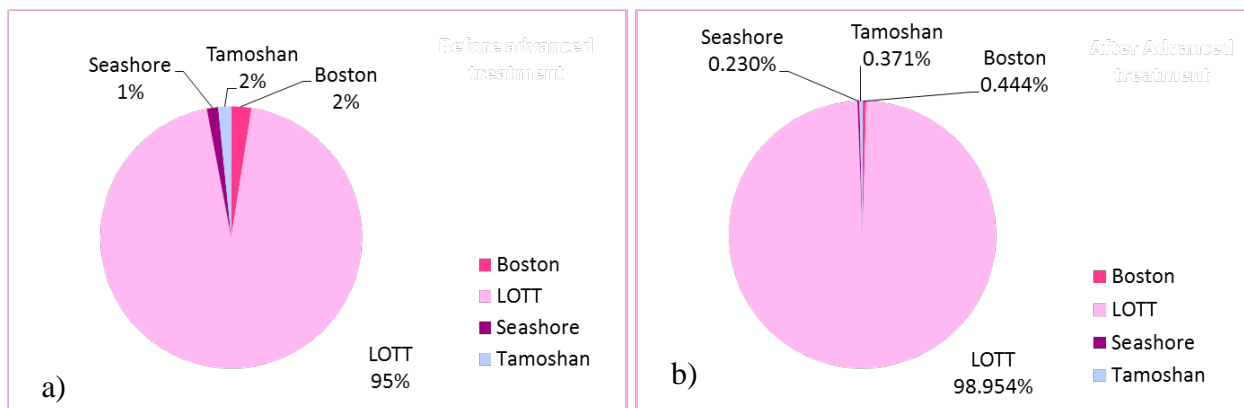 Before advanced
treatment
Seashore
1%
Tamoshan
2%
Boston
2%
Boston
LOTT
Seashore
Tamoshan
LOTT
95%
a)
After Advanced
treatment
Seashore
0.230%
Tamoshan
0.371%
Boston
0.444%
Boston
LOTT
Seashore
Tamoshan
LOTT
98.954%
b)